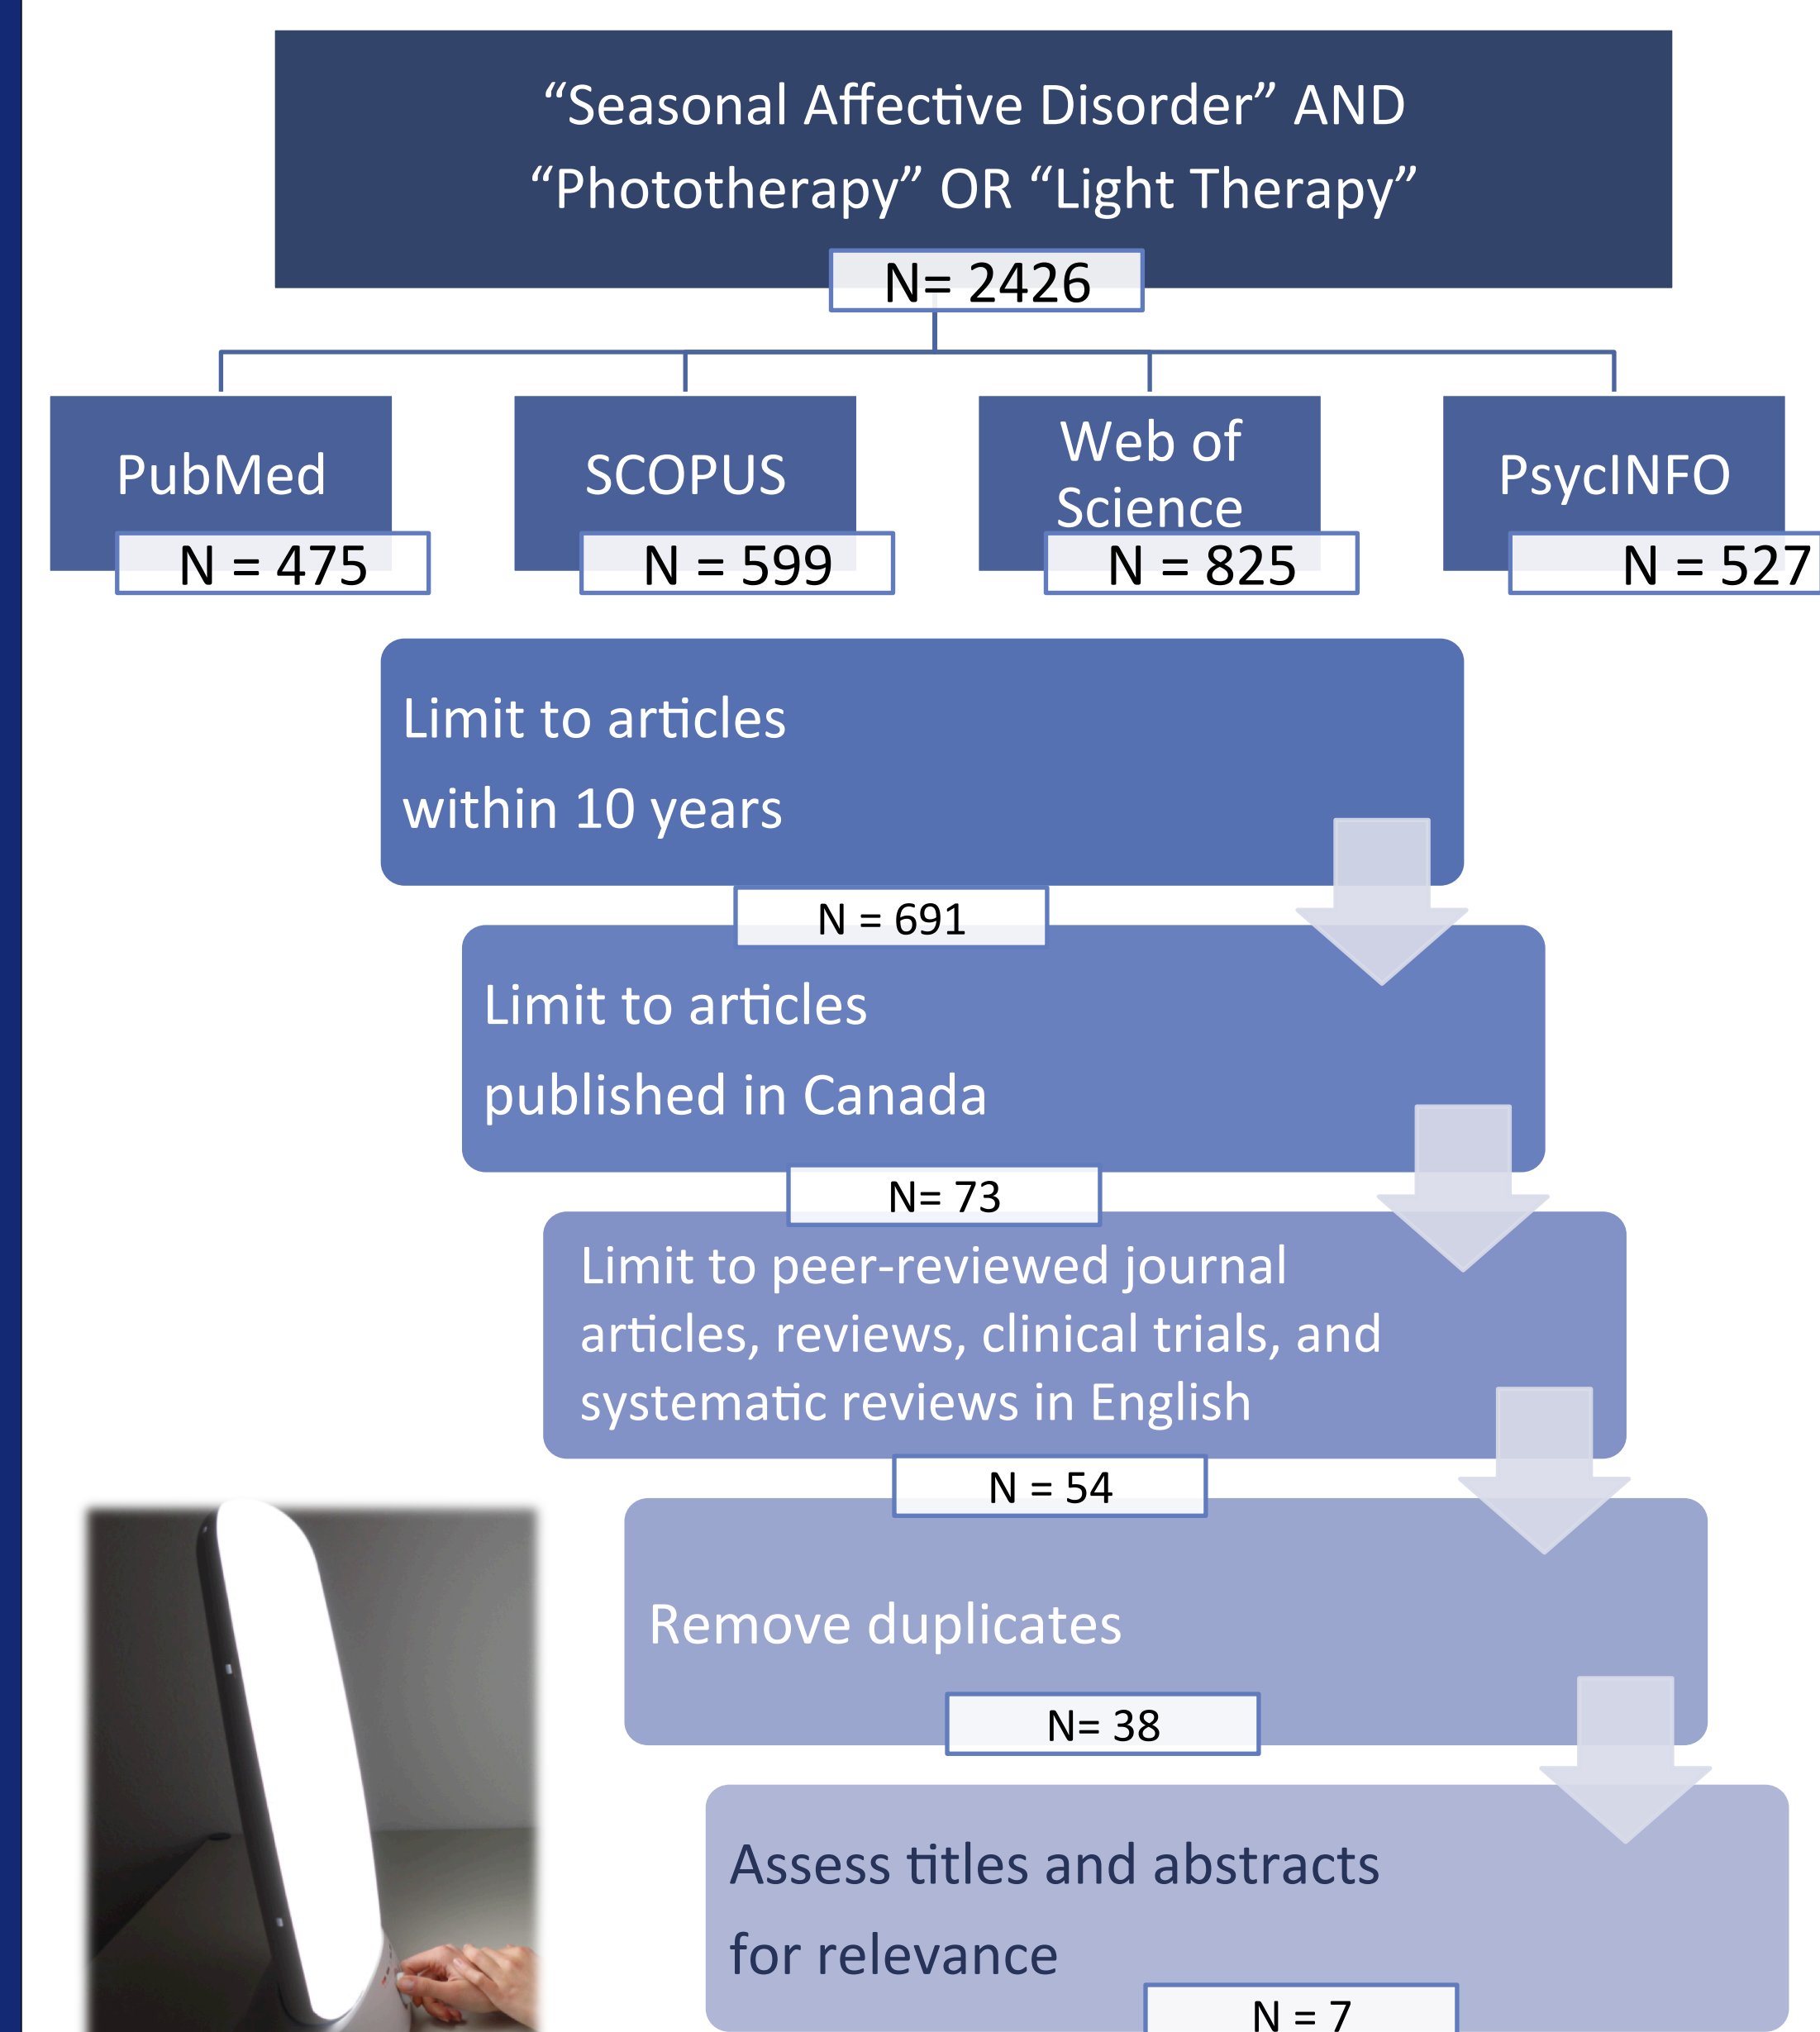 “Seasonal Affective Disorder” AND
“Phototherapy” OR “Light Therapy”
N= 2426
PubMed
N = 475
SCOPUS
N = 599
Web of
Science
N = 825
PsycINFO
N = 527
Limit to articles
within 10 years
N = 691
Limit to articles
published in Canada
N= 73
Limit to peer-reviewed journal
articles, reviews, clinical trials, and
systematic reviews in English
N = 54
Remove duplicates
N= 38
Assess titles and abstracts
for relevance
N = 7